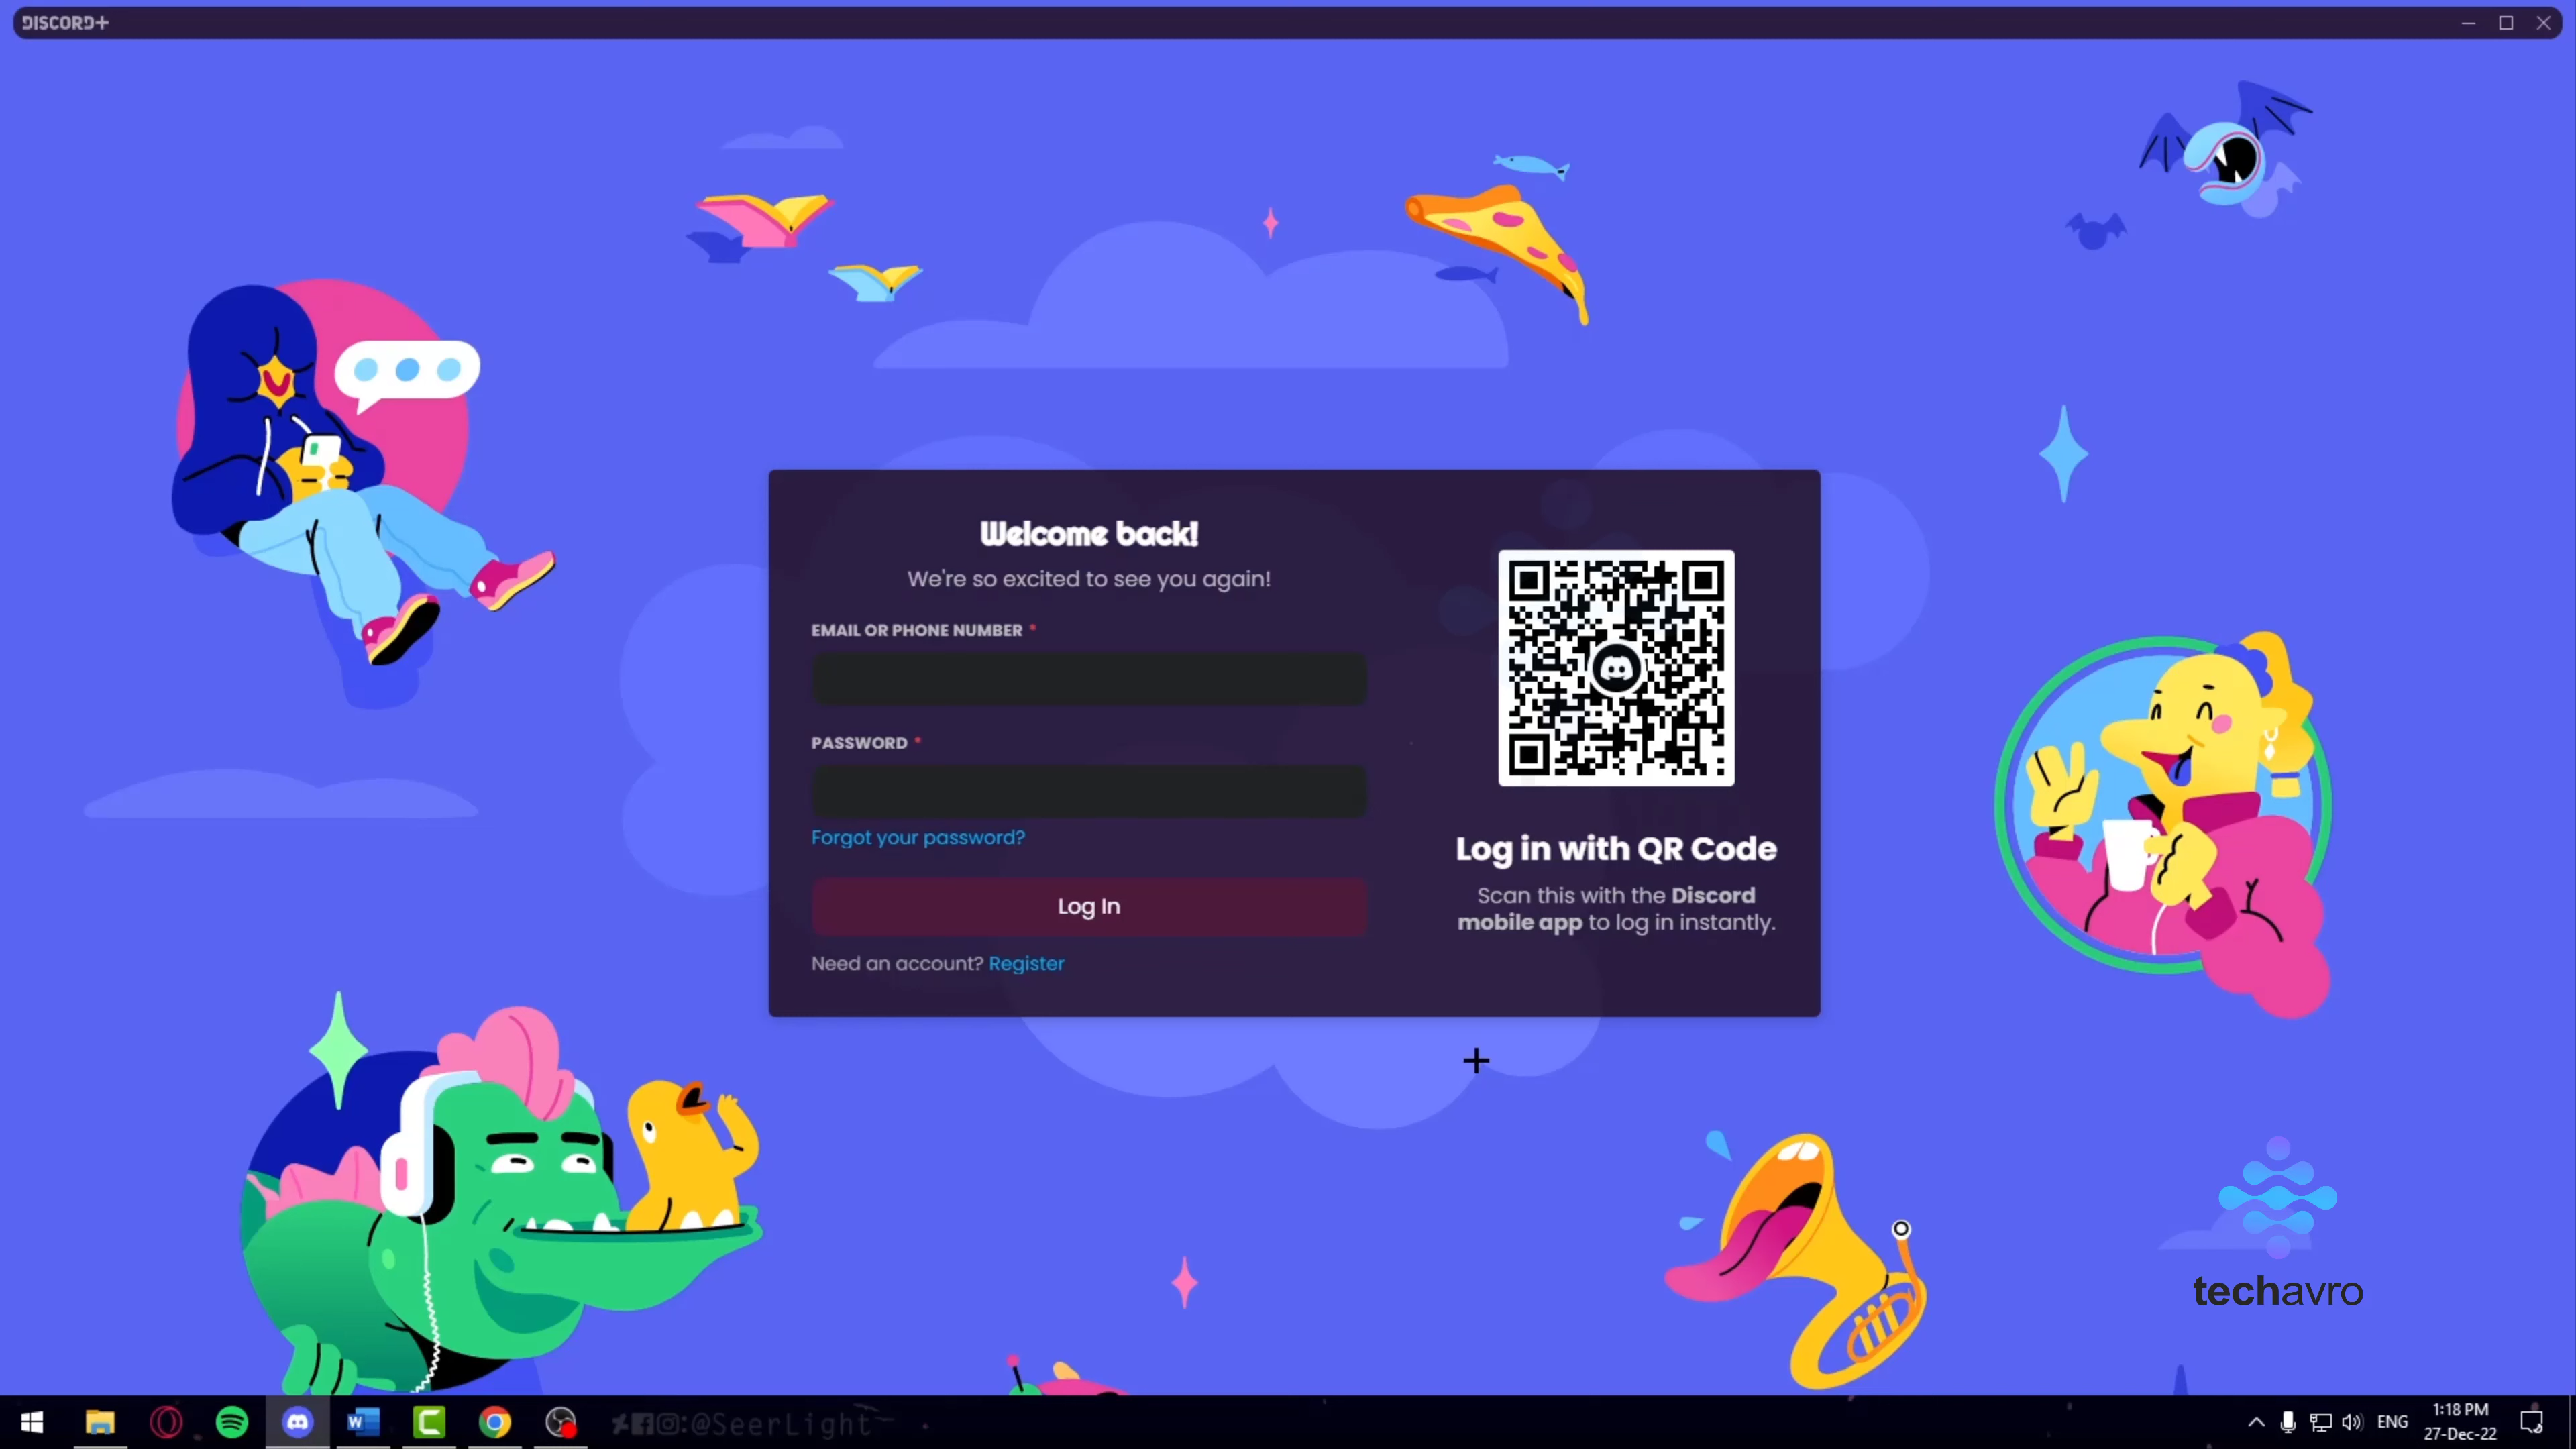 DISCORD+
Welcome back!
We're so excited to see you again!
EMAIL OR PHONE NUMBER *
PASSWORD *
Forgot your password?
Log In
Need an account? Register
Log in with QR Code
Scan this with the Discord
mobile app to log in instantly.
techavro
:@SeerLight
ENG
1:18 PM
27-Dec-22